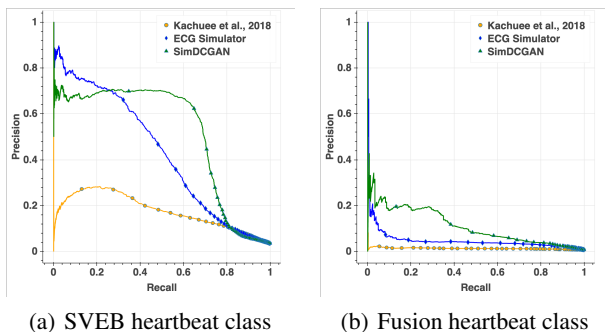 Kachuee et al., 2018
ECG Simulator
SimDCGAN
1
0.8
0.6
0.4
0.2
0
Precision
0 0.2 0.4 0.6 0.8 1
Recall
(a) SVEB heartbeat class
Kachuee et al., 2018
ECG Simulator
SimDCGAN
1
0.8
0.6
0.4
0.2
0
Precision
0 0.2 0.4 0.6 0.8 1
Recall
(b) Fusion heartbeat class